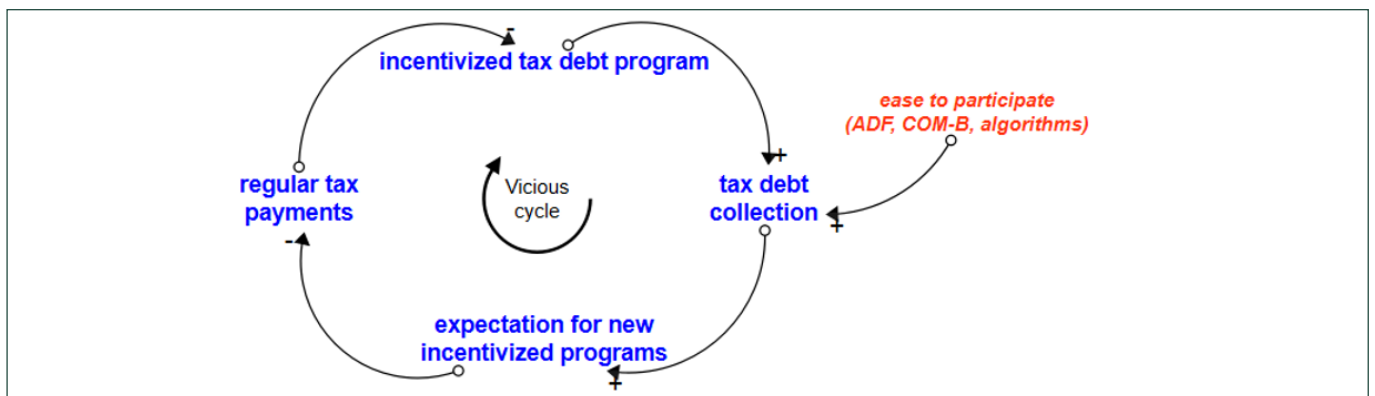 -
incentivized tax debt program
ease to participate
(ADF, COM-B, algorithms)
+
regular tax
payments
Vicious
cycle
tax debt
collection
+
-
expectation for new
incentivized programs
+